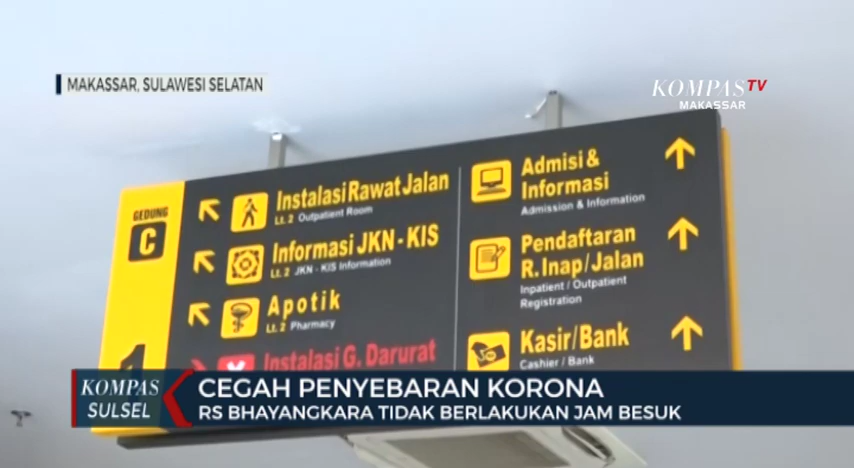 MAKASSAR, SULAWESI SELATAN
KOMPASTV
MAKASSAR
GEDUNG
C
1
Instalasi Rawat Jalan
Lt. 2 Outpatient Room
Informasi JKN - KIS
Lt. 2 JKN - KIS Information
Apotik
Lt. 2 Pharmacy
Instalasi G. Darurat
Admisi &
Informasi
Admission & Information
Pendaftaran
R. Inap/Jalan
Inpatient / Outpatient
Registration
Kasir/Bank
Cashier / Bank
KOMPAS
SULSEL
CEGAH PENYEBARAN KORONA
RS BHAYANGKARA TIDAK BERLAKUKAN JAM BESUK